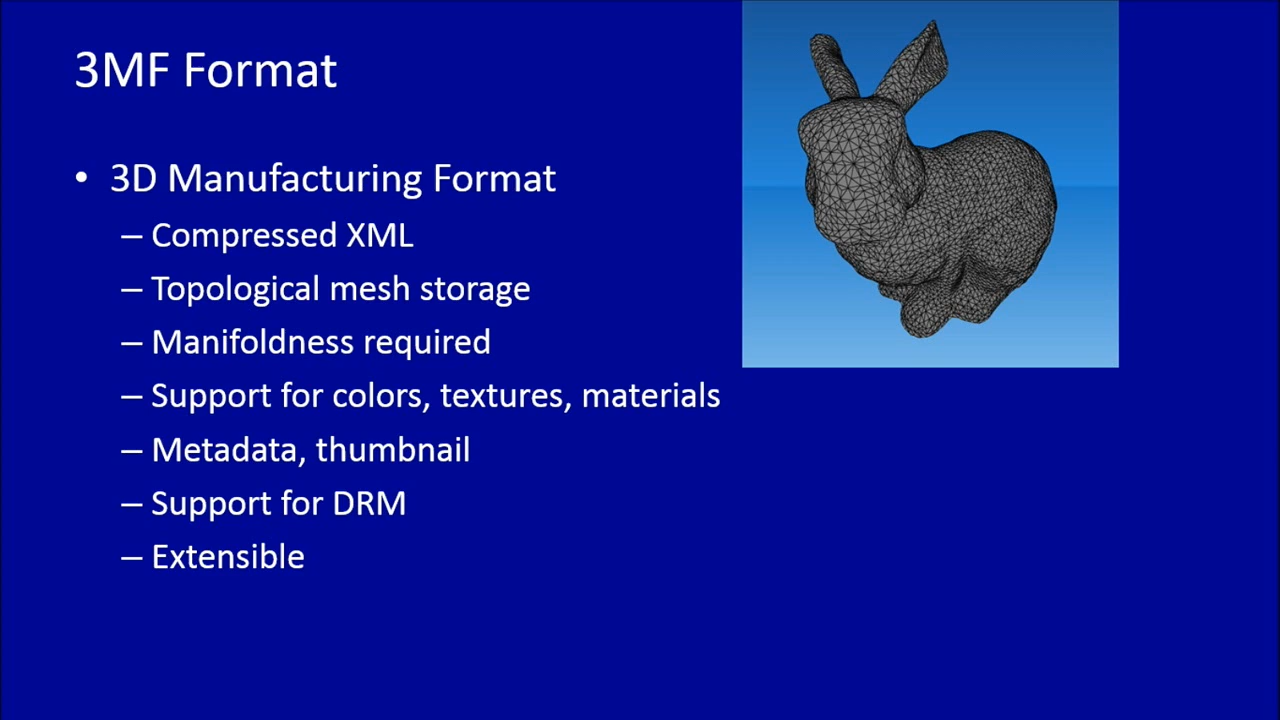 3MF Format
• 3D Manufacturing Format
– Compressed XML
– Topological mesh storage
– Manifoldness required
– Support for colors, textures, materials
– Metadata, thumbnail
– Support for DRM
– Extensible